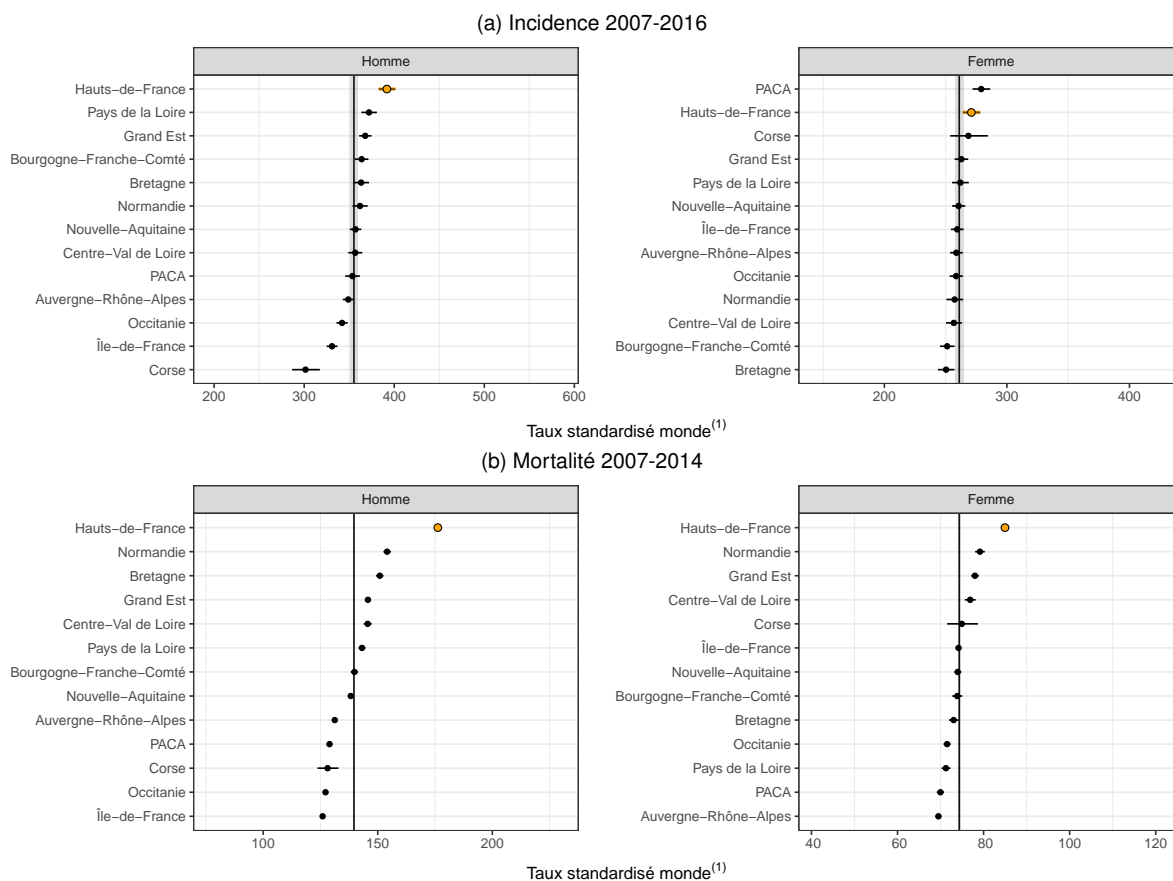 (a) Incidence 2007-2016
Homme
Hauts−de−France
Pays de la Loire
Grand Est
Bourgogne−Franche−Comté
Bretagne
Normandie
Nouvelle−Aquitaine
Centre−Val de Loire
PACA
Auvergne−Rhône−Alpes
Occitanie
Île−de−France
Corse
200 300 400 500 600
Femme
PACA
Hauts−de−France
Corse
Grand Est
Pays de la Loire
Nouvelle−Aquitaine
Île−de−France
Auvergne−Rhône−Alpes
Occitanie
Normandie
Centre−Val de Loire
Bourgogne−Franche−Comté
Bretagne
200 300 400
Taux standardisé monde(1)
(b) Mortalité 2007-2014
Homme
Hauts−de−France
Normandie
Bretagne
Grand Est
Centre−Val de Loire
Pays de la Loire
Bourgogne−Franche−Comté
Nouvelle−Aquitaine
Auvergne−Rhône−Alpes
PACA
Corse
Occitanie
Île−de−France
100 150 200
Femme
Hauts−de−France
Normandie
Grand Est
Centre−Val de Loire
Corse
Île−de−France
Nouvelle−Aquitaine
Bourgogne−Franche−Comté
Bretagne
Occitanie
Pays de la Loire
PACA
Auvergne−Rhône−Alpes
40 60 80 100 120
Taux standardisé monde(1)